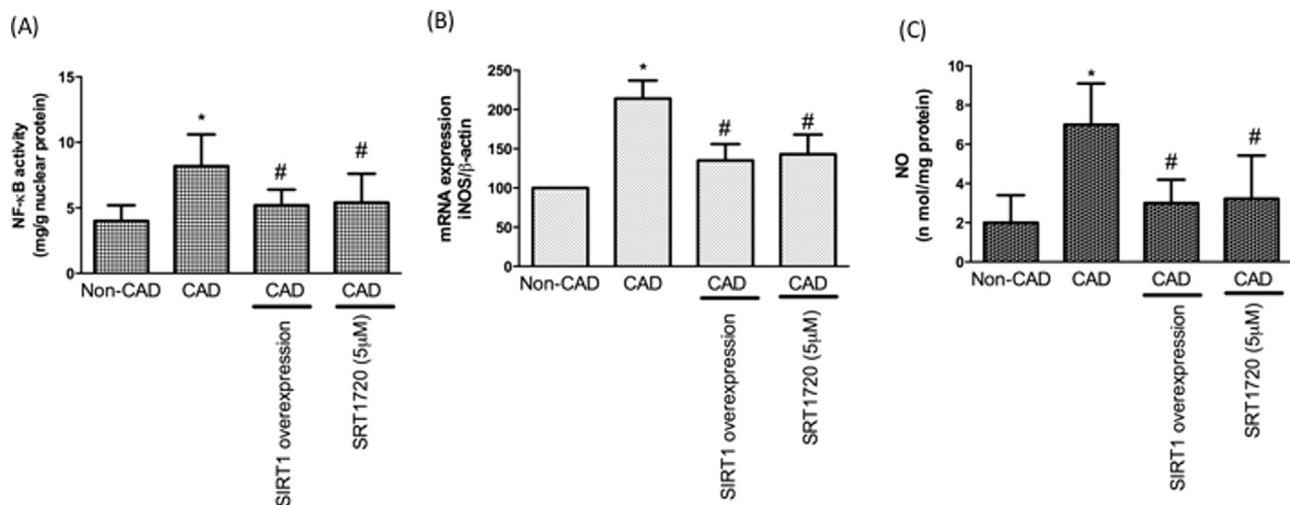 (A)
NF-κB activity
(mg/g nuclear protein)
15
10
5
0
*
#
#
Non-CAD
CAD
CAD
CAD
SIRT1 overexpression
SRT1720 (5μM)
(B)
mRNA expression
iNOS/β-actin
250
200
150
100
50
0
*
#
#
Non-CAD
CAD
CAD
CAD
SIRT1 overexpression
SRT1720 (5μM)
(C)
NO
(n mol/mg protein)
10
8
6
4
2
0
*
#
#
Non-CAD
CAD
CAD
CAD
SIRT1 overexpression
SRT1720 (5μM)